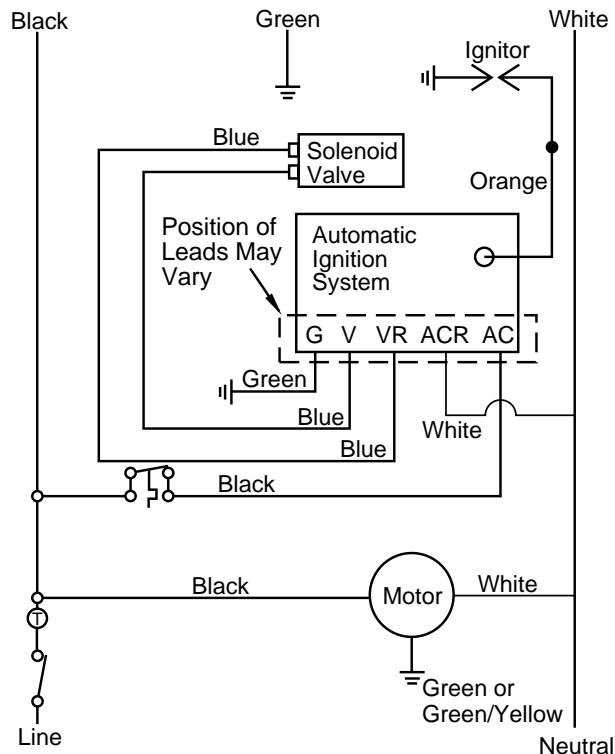 Black
Green
White
Ignitor
Blue
Solenoid
Valve
Orange
Position of
Leads May
Vary
Automatic
Ignition
System
G V VR ACR AC
Green
Blue
White
Blue
Black
Black
Motor
White
T
Green or
Green/Yellow
Line
Neutral